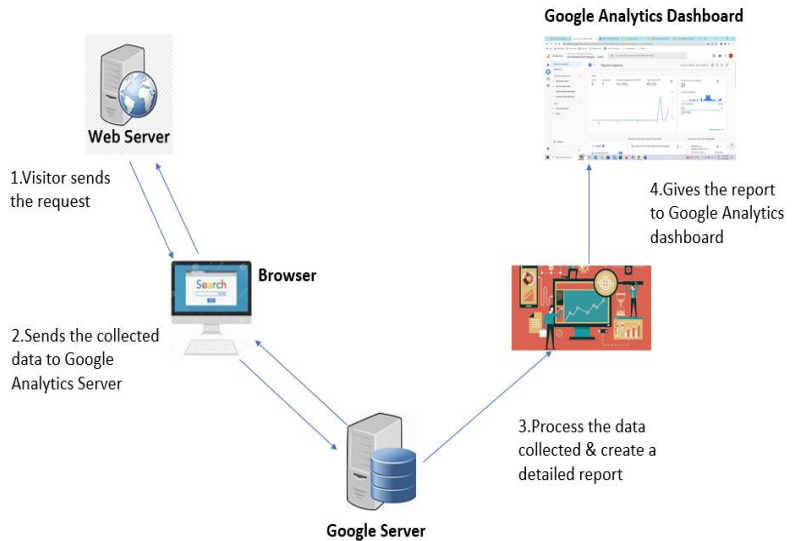 Google Analytics Dashboard
Web Server
1.Visitor sends
the request
4.Gives the report
to Google Analytics
dashboard
Browser
Search
2.Sends the collected
data to Google
Analytics Server
3.Process the data
collected & create a
detailed report
Google Server